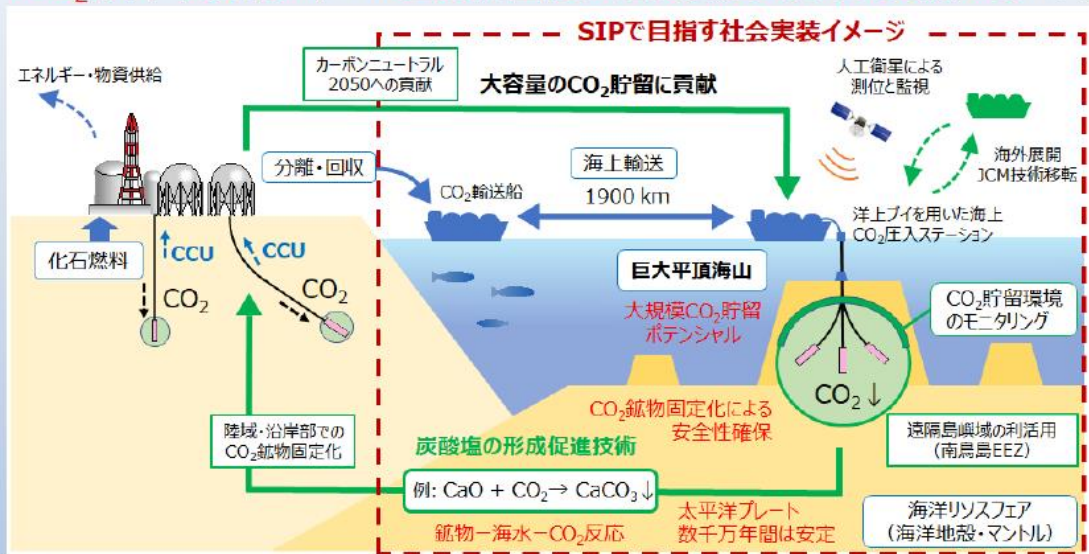 SIPで目指す社会実装イメージ
エネルギー・物資供給
カーボンニュートラル
2050への貢献
大容量のCO₂貯留に貢献
人工衛星による
測位と監視
分離・回収
海上輸送
1900 km
CO₂輸送船
海外展開
JCM技術移転
洋上ブイを用いた海上
CO₂圧入ステーション
化石燃料
CCU
CCU
CO₂
CO₂
巨大平頂海山
大規模CO₂貯留
ポテンシャル
CO₂貯留環境
のモニタリング
CO₂↓
CO₂鉱物固定化による
安全性確保
陸域・沿岸部での
CO₂鉱物固定化
炭酸塩の形成促進技術
遠隔島嶼域の利活用
(南鳥島EEZ)
例: CaO + CO₂→ CaCO₃↓
鉱物－海水－CO₂反応
太平洋プレート
数千万年間は安定
海洋リソスフェア
(海洋地殻・マントル)